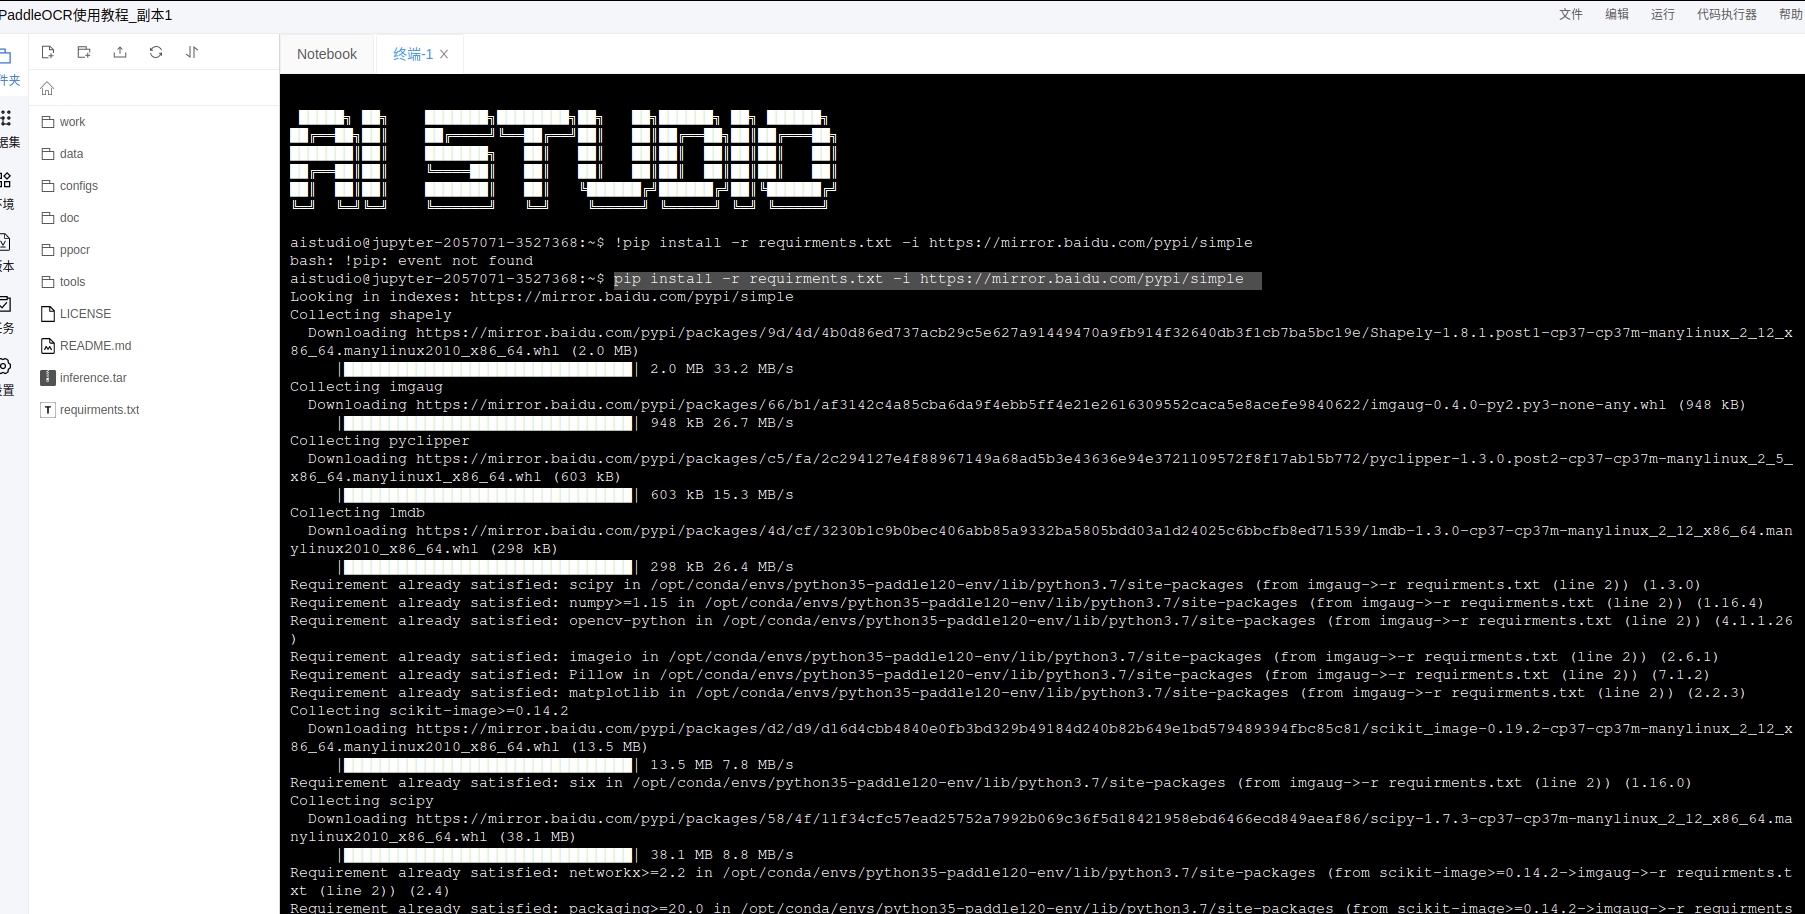 PaddleOCR使用教程_副本1
文件 编辑 运行 代码执行器 帮助
Notebook 终端-1
件夹
work
data
据集
configs
境
doc
ppocr
版本
tools
LICENSE
任务
README.md
inference.tar
设置
requirments.txt
AI STUDIO
aistudio@jupyter-2057071-3527368:~$ !pip install -r requirments.txt -i https://mirror.baidu.com/pypi/simple
bash: !pip: event not found
aistudio@jupyter-2057071-3527368:~$ pip install -r requirments.txt -i https://mirror.baidu.com/pypi/simple
Looking in indexes: https://mirror.baidu.com/pypi/simple
Collecting shapely
Downloading https://mirror.baidu.com/pypi/packages/9d/4d/4b0d86ed737acb29c5e627a91449470a9fb914f32640db3f1cb7ba5bc19e/Shapely-1.8.1.post1-cp37-cp37m-manylinux_2_12_x
86_64.manylinux2010_x86_64.whl (2.0 MB)
2.0 MB 33.2 MB/s
Collecting imgaug
Downloading https://mirror.baidu.com/pypi/packages/66/b1/af3142c4a85cba6da9f4ebb5ff4e21e2616309552caca5e8acefe9840622/imgaug-0.4.0-py2.py3-none-any.whl (948 kB)
948 kB 26.7 MB/s
Collecting pyclipper
Downloading https://mirror.baidu.com/pypi/packages/c5/fa/2c294127e4f88967149a68ad5b3e43636e94e3721109572f8f17ab15b772/pyclipper-1.3.0.post2-cp37-cp37m-manylinux_2_5_
x86_64.manylinux1_x86_64.whl (603 kB)
603 kB 15.3 MB/s
Collecting lmdb
Downloading https://mirror.baidu.com/pypi/packages/4d/cf/3230b1c9b0bec406abb85a9332ba5805bdd03a1d24025c6bbcfb8ed71539/lmdb-1.3.0-cp37-cp37m-manylinux_2_12_x86_64.man
ylinux2010_x86_64.whl (298 kB)
298 kB 26.4 MB/s
Requirement already satisfied: scipy in /opt/conda/envs/python35-paddle120-env/lib/python3.7/site-packages (from imgaug->-r requirments.txt (line 2)) (1.3.0)
Requirement already satisfied: numpy>=1.15 in /opt/conda/envs/python35-paddle120-env/lib/python3.7/site-packages (from imgaug->-r requirments.txt (line 2)) (1.16.4)
Requirement already satisfied: opencv-python in /opt/conda/envs/python35-paddle120-env/lib/python3.7/site-packages (from imgaug->-r requirments.txt (line 2)) (4.1.1.26
)
Requirement already satisfied: imageio in /opt/conda/envs/python35-paddle120-env/lib/python3.7/site-packages (from imgaug->-r requirments.txt (line 2)) (2.6.1)
Requirement already satisfied: Pillow in /opt/conda/envs/python35-paddle120-env/lib/python3.7/site-packages (from imgaug->-r requirments.txt (line 2)) (7.1.2)
Requirement already satisfied: matplotlib in /opt/conda/envs/python35-paddle120-env/lib/python3.7/site-packages (from imgaug->-r requirments.txt (line 2)) (2.2.3)
Collecting scikit-image>=0.14.2
Downloading https://mirror.baidu.com/pypi/packages/d2/d9/d16d4cbb4840e0fb3bd329b49184d240b82b649e1bd579489394fbc85c81/scikit_image-0.19.2-cp37-cp37m-manylinux_2_12_x
86_64.manylinux2010_x86_64.whl (13.5 MB)
13.5 MB 7.8 MB/s
Requirement already satisfied: six in /opt/conda/envs/python35-paddle120-env/lib/python3.7/site-packages (from imgaug->-r requirments.txt (line 2)) (1.16.0)
Collecting scipy
Downloading https://mirror.baidu.com/pypi/packages/58/4f/11f34cfc57ead25752a7992b069c36f5d18421958ebd6466ecd849aeaf86/scipy-1.7.3-cp37-cp37m-manylinux_2_12_x86_64.ma
nylinux2010_x86_64.whl (38.1 MB)
38.1 MB 8.8 MB/s
Requirement already satisfied: networkx>=2.2 in /opt/conda/envs/python35-paddle120-env/lib/python3.7/site-packages (from scikit-image>=0.14.2->imgaug->-r requirments.t
xt (line 2)) (2.4)
Requirement already satisfied: packaging>=20.0 in /opt/conda/envs/python35-paddle120-env/lib/python3.7/site-packages (from scikit-image>=0.14.2->imgaug->-r requirments